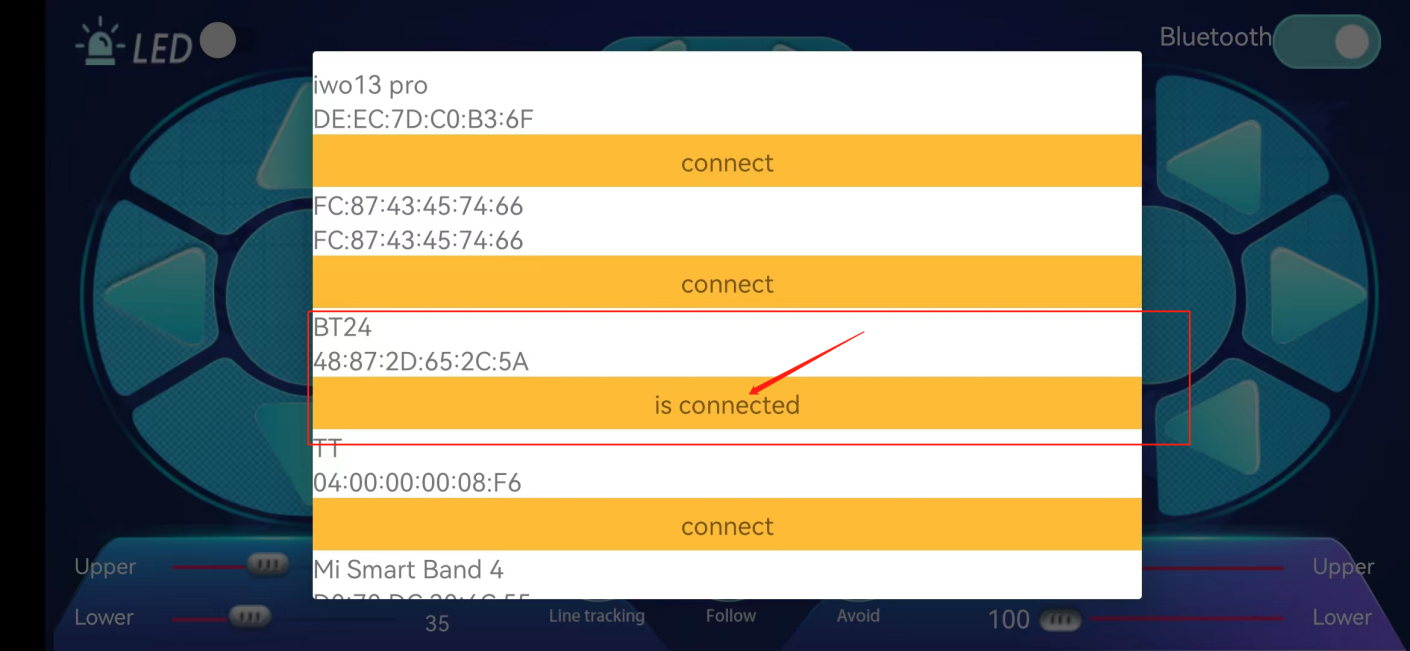 LED
Bluetooth
iwo13 pro
DE:EC:7D:C0:B3:6F
connect
FC:87:43:45:74:66
FC:87:43:45:74:66
connect
BT24
48:87:2D:65:2C:5A
is connected
TT
04:00:00:00:08:F6
connect
Mi Smart Band 4
Upper
Upper
Lower
35
Line tracking
Follow
Avoid
100
Lower